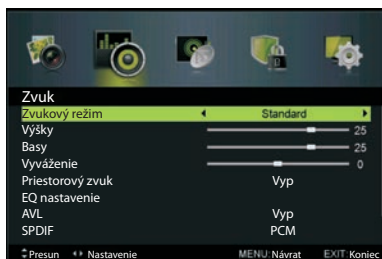 Zvuk
Zvukový režim Standard
Výšky 25
Basy 25
Vyváženie 0
Priestorový zvuk Vyp
EQ nastavenie
AVL Vyp
SPDIF PCM
Presun Nastavenie MENU: Návrat EXIT: Koniec